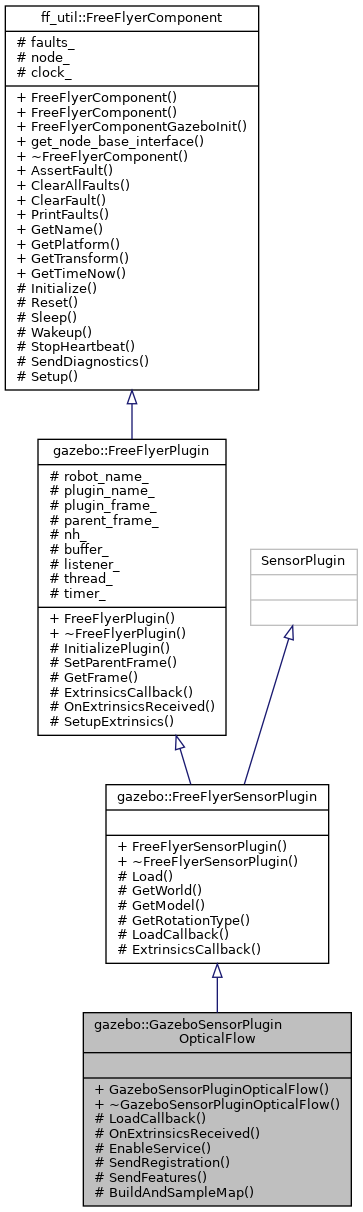 ff_util::FreeFlyerComponent
# faults_
# node_
# clock_
+ FreeFlyerComponent()
+ FreeFlyerComponent()
+ FreeFlyerComponentGazeboInit()
+ get_node_base_interface()
+ ~FreeFlyerComponent()
+ AssertFault()
+ ClearAllFaults()
+ ClearFault()
+ PrintFaults()
+ GetName()
+ GetPlatform()
+ GetTransform()
+ GetTimeNow()
# Initialize()
# Reset()
# Sleep()
# Wakeup()
# StopHeartbeat()
# SendDiagnostics()
# Setup()
gazebo::FreeFlyerPlugin
# robot_name_
# plugin_name_
# plugin_frame_
# parent_frame_
# nh_
# buffer_
# listener_
# thread_
# timer_
+ FreeFlyerPlugin()
+ ~FreeFlyerPlugin()
# InitializePlugin()
# SetParentFrame()
# GetFrame()
# ExtrinsicsCallback()
# OnExtrinsicsReceived()
# SetupExtrinsics()
SensorPlugin
gazebo::FreeFlyerSensorPlugin
+ FreeFlyerSensorPlugin()
+ ~FreeFlyerSensorPlugin()
# Load()
# GetWorld()
# GetModel()
# GetRotationType()
# LoadCallback()
# ExtrinsicsCallback()
gazebo::GazeboSensorPlugin
OpticalFlow
+ GazeboSensorPluginOpticalFlow()
+ ~GazeboSensorPluginOpticalFlow()
# LoadCallback()
# OnExtrinsicsReceived()
# EnableService()
# SendRegistration()
# SendFeatures()
# BuildAndSampleMap()